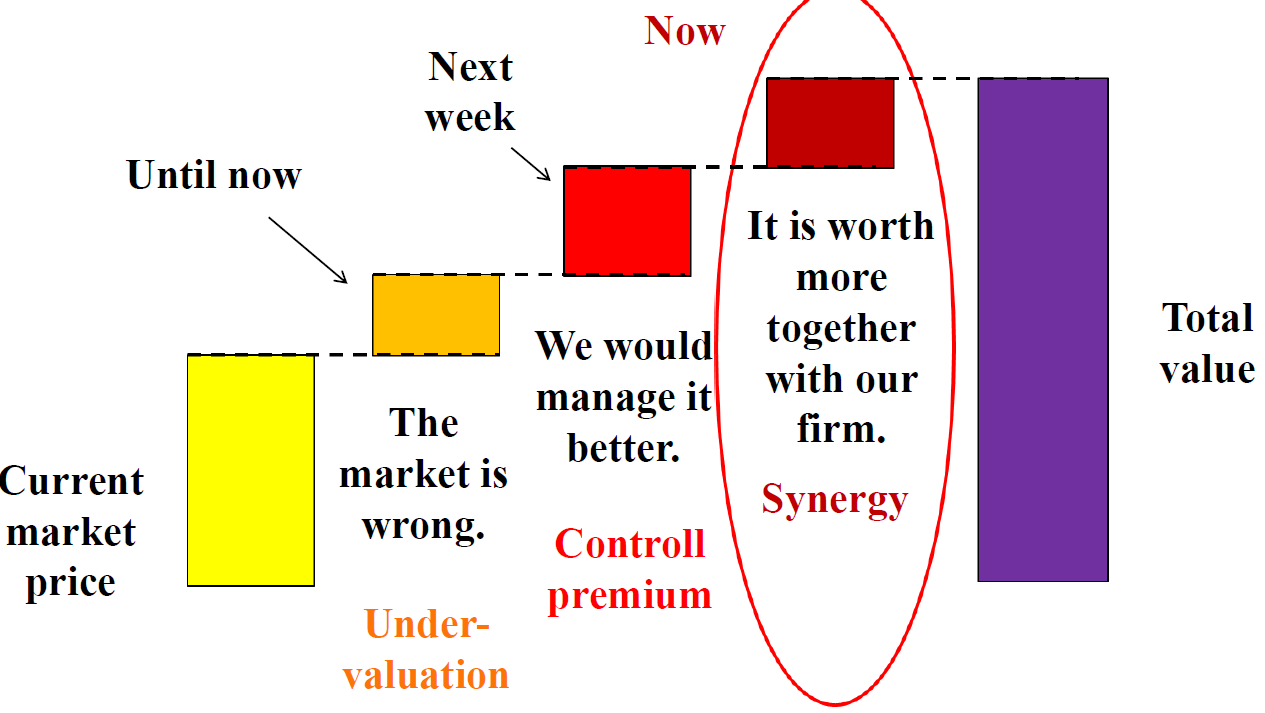 Now
Next
week
Until now
Current
market
price
The
market is
wrong.
Under-
valuation
We would
manage it
better.
Controll
premium
It is worth
more
together
with our
firm.
Synergy
Total
value